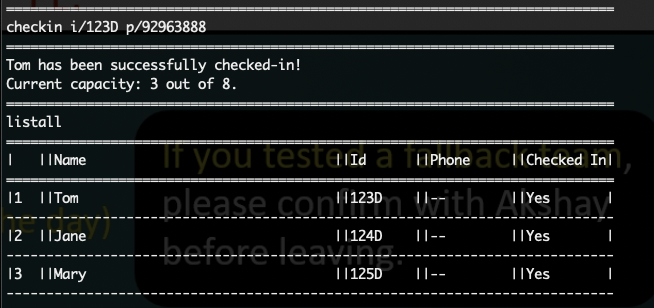 checkin i/123D p/92963888
Tom has been successfully checked-in!
Current capacity: 3 out of 8.
listall
| ||Name ||Id ||Phone ||Checked In|
|1 ||Tom ||123D ||-- ||Yes |
|2 ||Jane ||124D ||-- ||Yes |
|3 ||Mary ||125D ||-- ||Yes |
If you tested a fallback team,
please confirm with Akshay
before leaving.
he day)